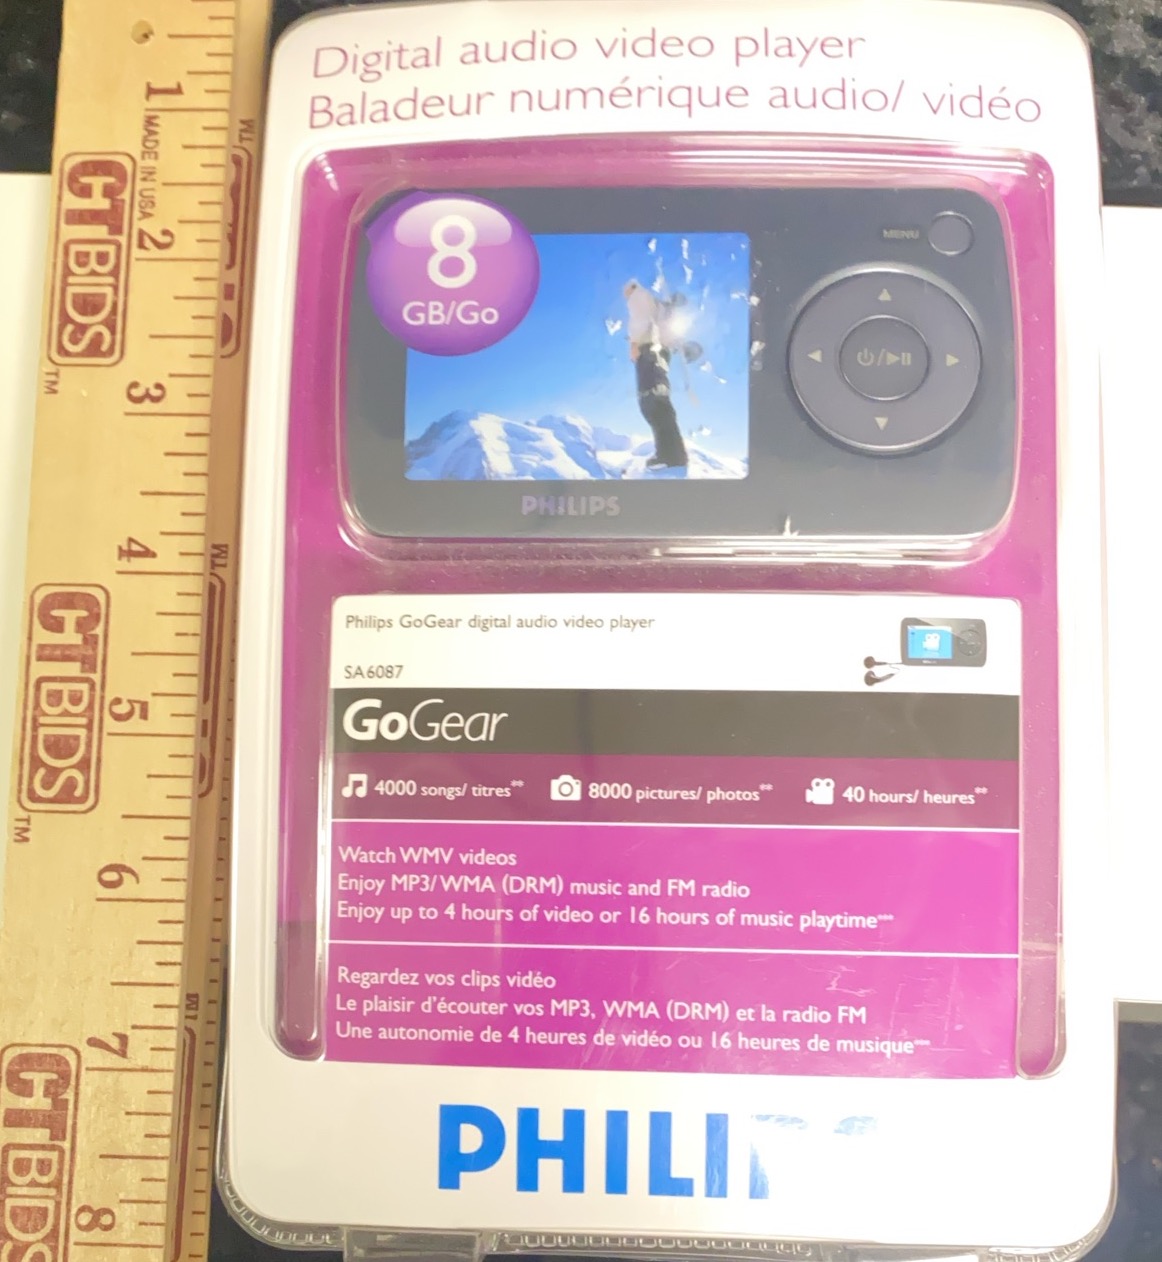 Digital audio video player
Baladeur numérique audio/ vidéo
8
GB/Go
MENU
PHILIPS
Philips GoGear digital audio video player
SA6087
GoGear
4000 songs/ titres**
8000 pictures/ photos**
40 hours/ heures**
Watch WMV videos
Enjoy MP3/WMA (DRM) music and FM radio
Enjoy up to 4 hours of video or 16 hours of music playtime***
Regardez vos clips vidéo
Le plaisir d'écouter vos MP3, WMA (DRM) et la radio FM
Une autonomie de 4 heures de vidéo ou 16 heures de musique***
PHILI
1
MADE IN USA
2
3
4
5
6
7
8
CTBIDS™
CTBIDS™
CTBIDS
TM
TM